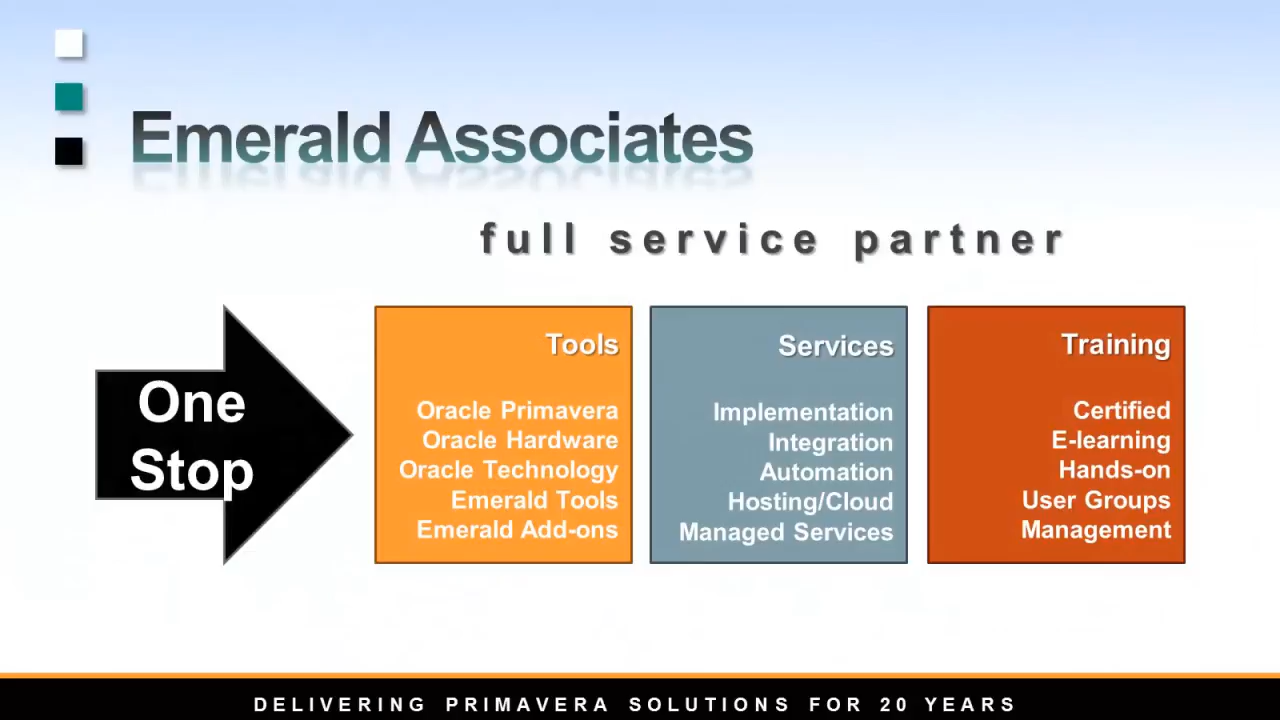 Emerald Associates
full service partner
One
Stop
Tools
Oracle Primavera
Oracle Hardware
Oracle Technology
Emerald Tools
Emerald Add-ons
Services
Implementation
Integration
Automation
Hosting/Cloud
Managed Services
Training
Certified
E-learning
Hands-on
User Groups
Management
DELIVERING PRIMAVERA SOLUTIONS FOR 20 YEARS